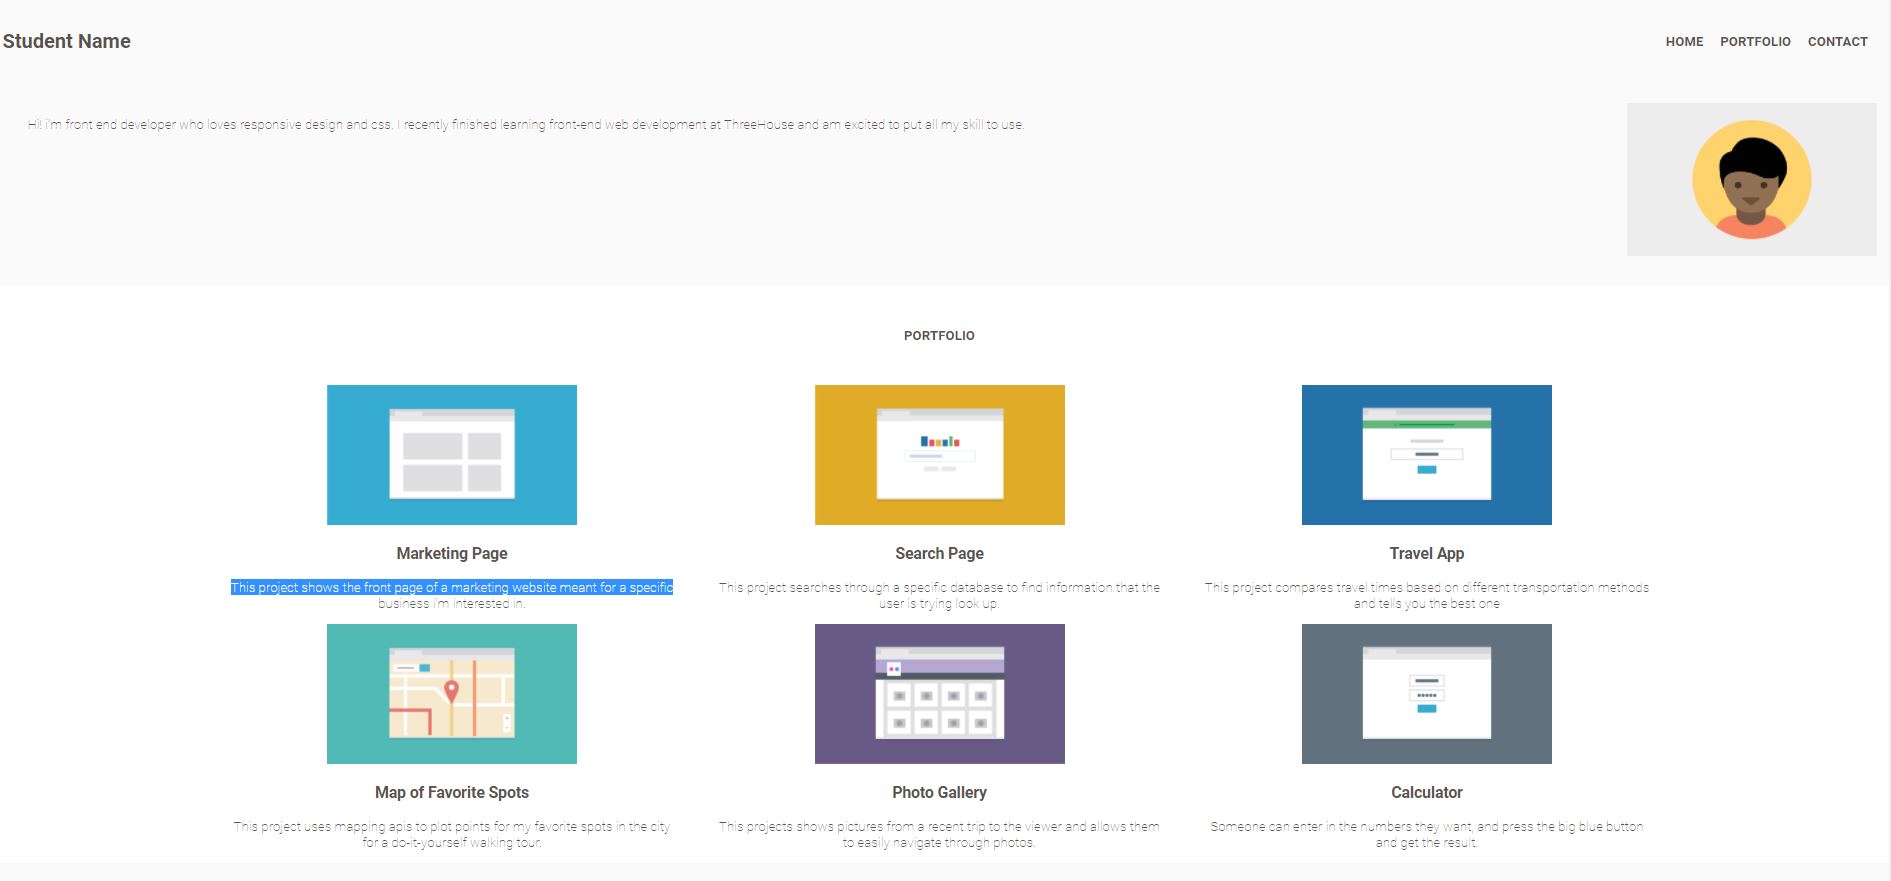 Student Name
HOME PORTFOLIO CONTACT
Hi! i'm front end developer who loves responsive design and css. I recently finished learning front-end web development at ThreeHouse and am excited to put all my skill to use.
PORTFOLIO
Marketing Page
This project shows the front page of a marketing website meant for a specific
business i'm interested in.
Search Page
This project searches through a specific database to find information that the
user is trying look up.
Travel App
This project compares travel times based on different transportation methods
and tells you the best one
Map of Favorite Spots
This project uses mapping apis to plot points for my favorite spots in the city
for a do-it-yourself walking tour.
Photo Gallery
This projects shows pictures from a recent trip to the viewer and allows them
to easily navigate through photos.
Calculator
Someone can enter in the numbers they want, and press the big blue button
and get the result.